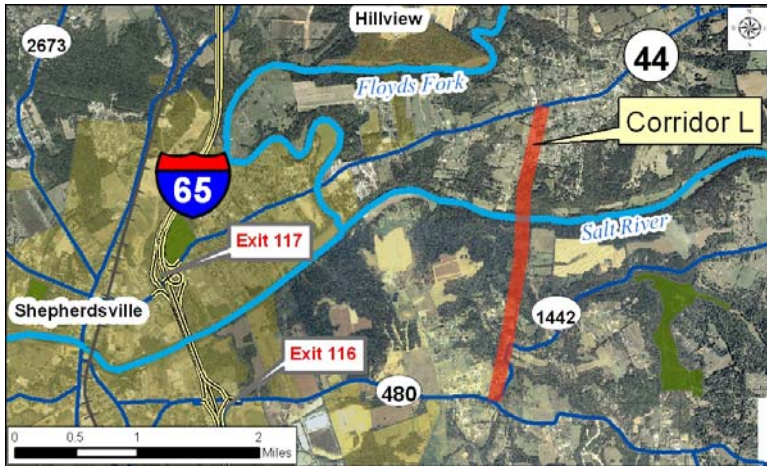 Hillview
2673
44
Floyds Fork
Corridor L
65
Salt River
Exit 117
Shepherdsville
1442
Exit 116
480
0 0.5 1 2
Miles